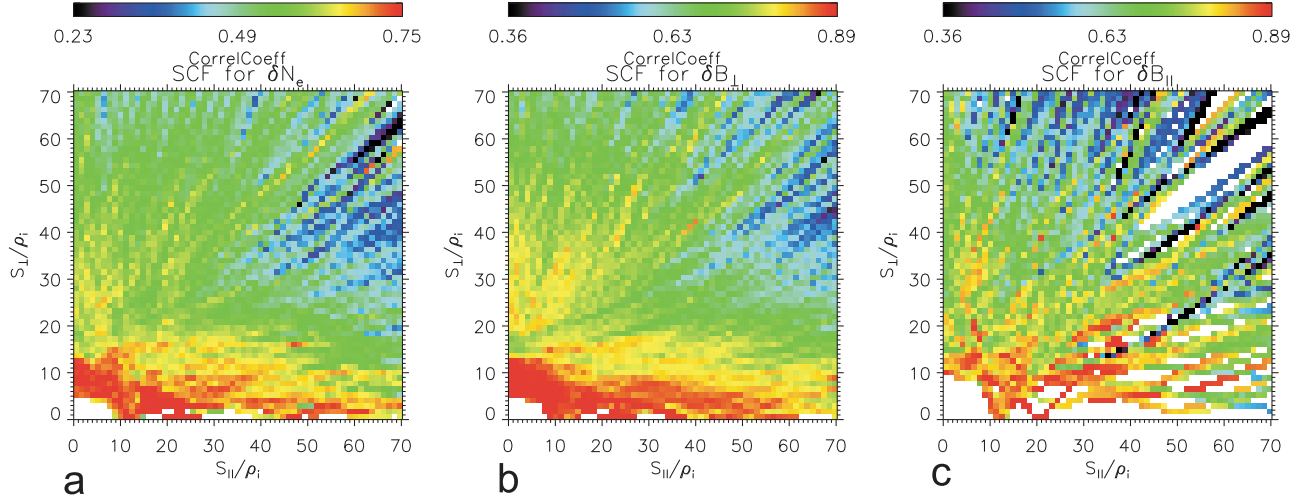 0.23 0.49 0.75
CorrelCoeff
SCF for δNₑ
70
60
50
40
30
20
10
0
S⊥/ρᵢ
0 10 20 30 40 50 60 70
S||/ρᵢ
a
0.36 0.63 0.89
CorrelCoeff
SCF for δB⊥
70
60
50
40
30
20
10
0
S⊥/ρᵢ
0 10 20 30 40 50 60 70
S||/ρᵢ
b
0.36 0.63 0.89
CorrelCoeff
SCF for δB||
70
60
50
40
30
20
10
0
S⊥/ρᵢ
0 10 20 30 40 50 60 70
S||/ρᵢ
c